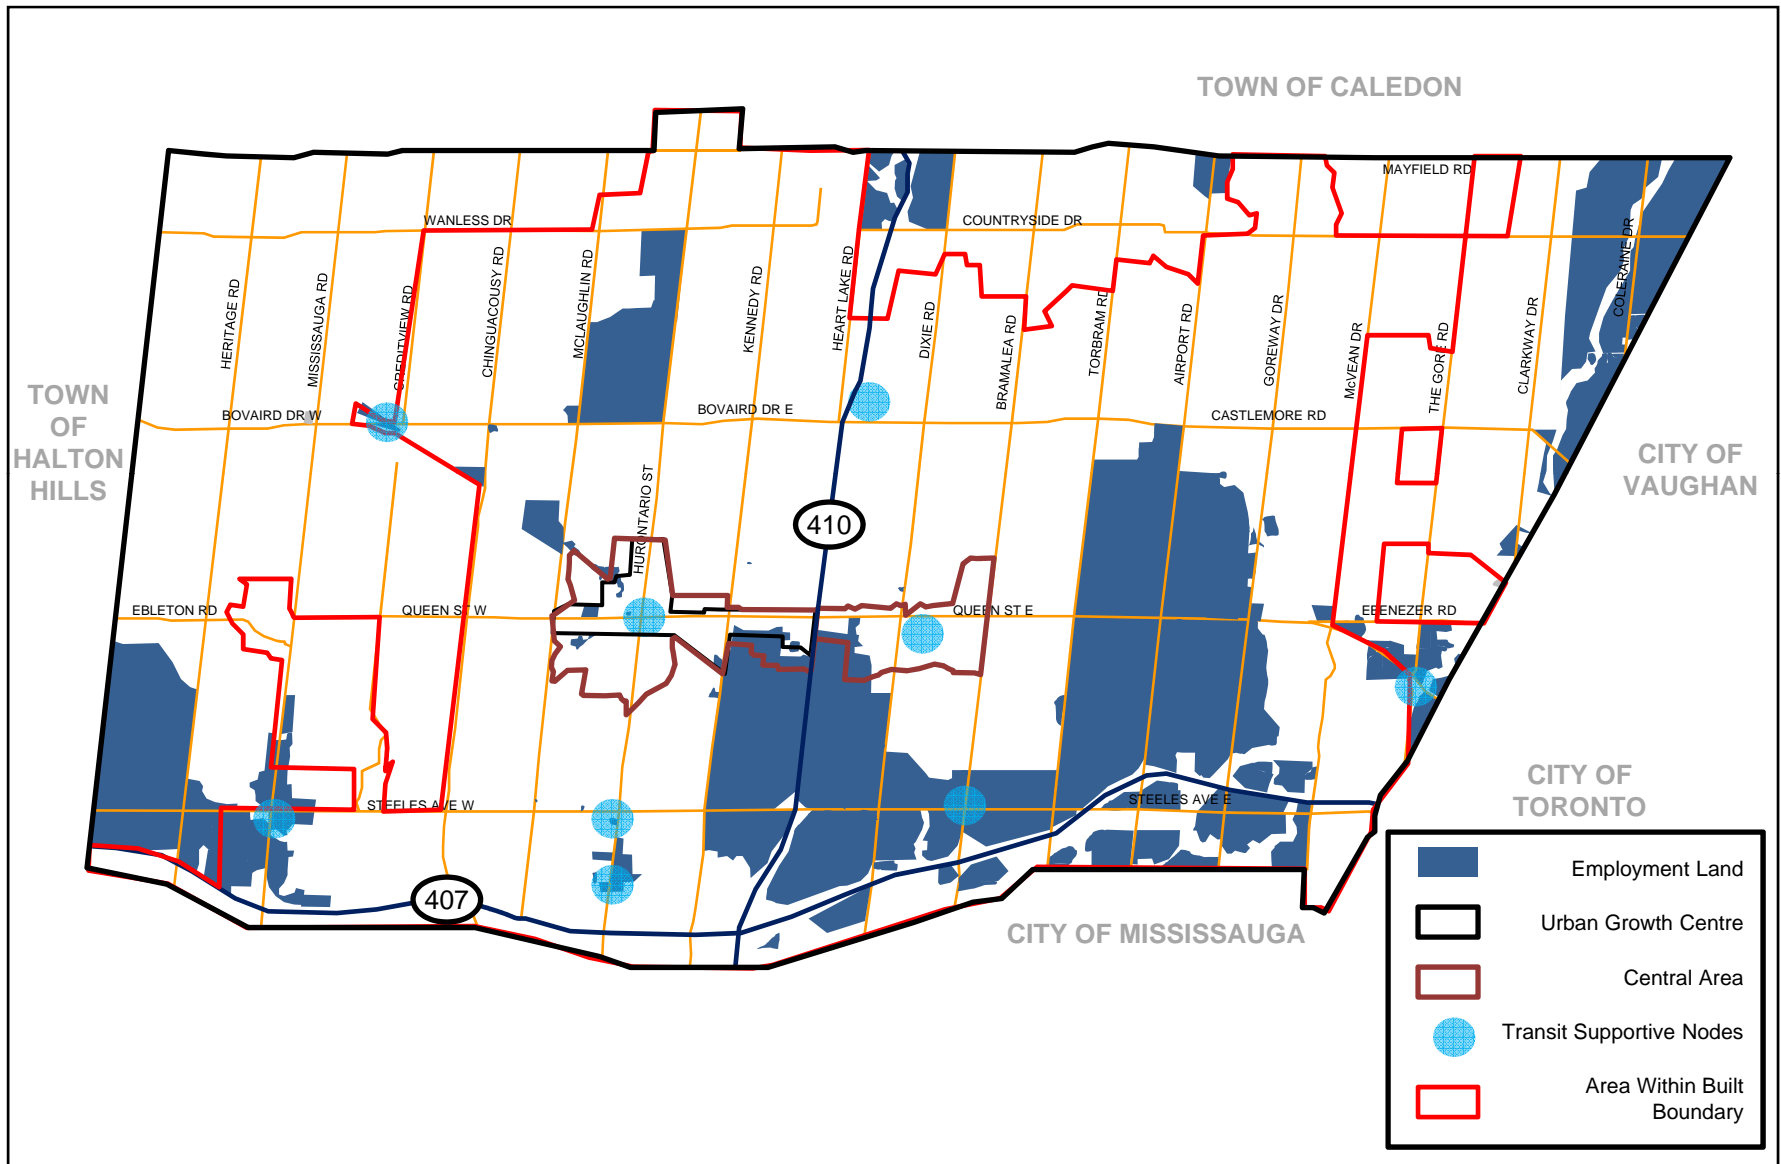 TOWN OF CALEDON
MAYFIELD RD
WANLESS DR
COUNTRYSIDE DR
HERITAGE RD
MISSISSAUGA RD
CREDITVIEW RD
CHINGUACOUSY RD
MCLAUGHLIN RD
KENNEDY RD
HEART LAKE RD
DIXIE RD
BRAMALEA RD
TORBRAM RD
AIRPORT RD
GOREWAY DR
McVEAN DR
THE GORE RD
CLARKWAY DR
COLERAINE DR
TOWN
OF
HALTON
HILLS
BOVAIRD DR W
BOVAIRD DR E
CASTLEMORE RD
CITY OF
VAUGHAN
HURONTARIO ST
410
EBLETON RD
QUEEN ST W
QUEEN ST E
EBENEZER RD
CITY OF
TORONTO
STEELES AVE W
STEELES AVE E
407
CITY OF MISSISSAUGA
Employment Land
Urban Growth Centre
Central Area
Transit Supportive Nodes
Area Within Built
Boundary